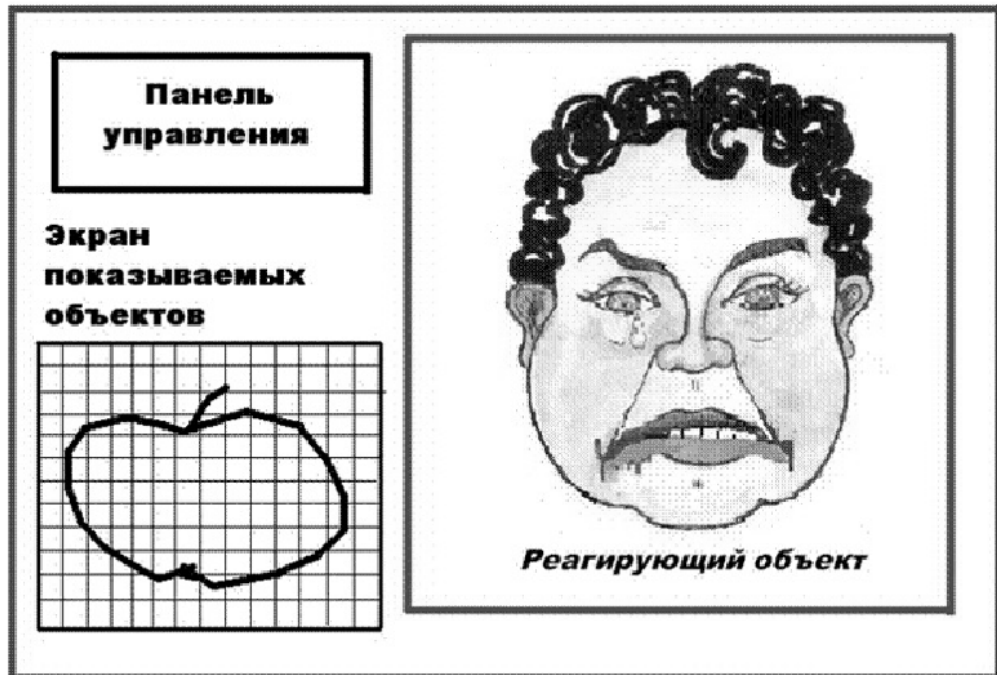 Панель
управления
Экран
показываемых
объектов
Реагирующий объект